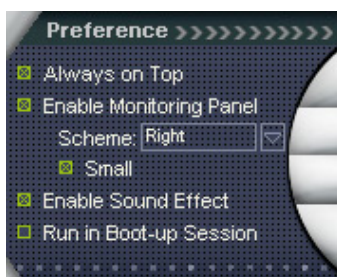 Preference >>>>>>>>>>>
Always on Top
Enable Monitoring Panel
Scheme: Right
Small
Enable Sound Effect
Run in Boot-up Session